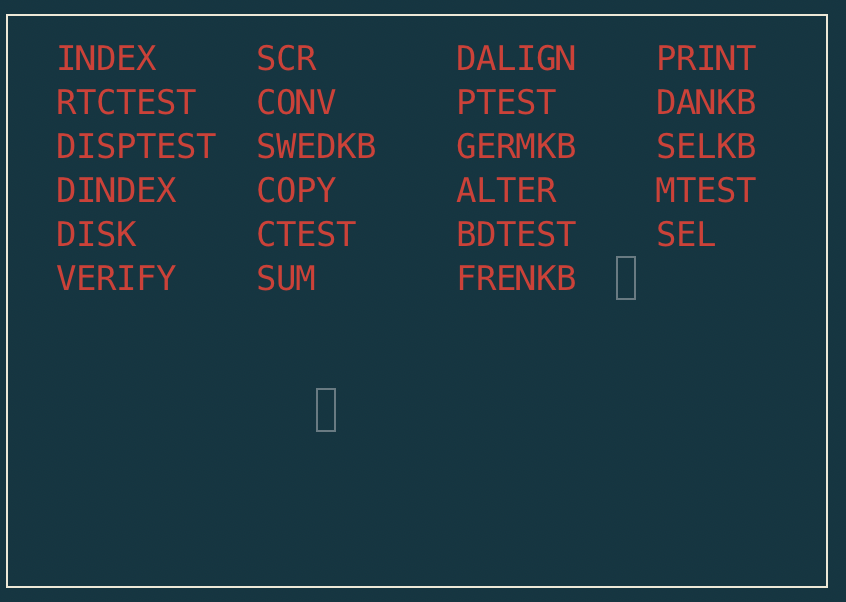 INDEX SCR DALIGN PRINT
RTCTEST CONV PTEST DANKB
DISPTEST SWEDKB GERMKB SELKB
DINDEX COPY ALTER MTEST
DISK CTEST BDTEST SEL
VERIFY SUM FRENKB